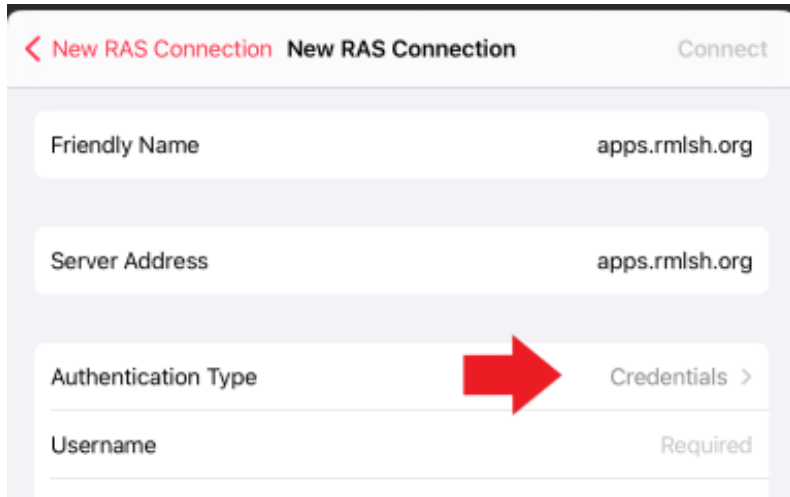 New RAS Connection New RAS Connection Connect
Friendly Name apps.rmlsh.org
Server Address apps.rmlsh.org
Authentication Type Credentials
Username Required